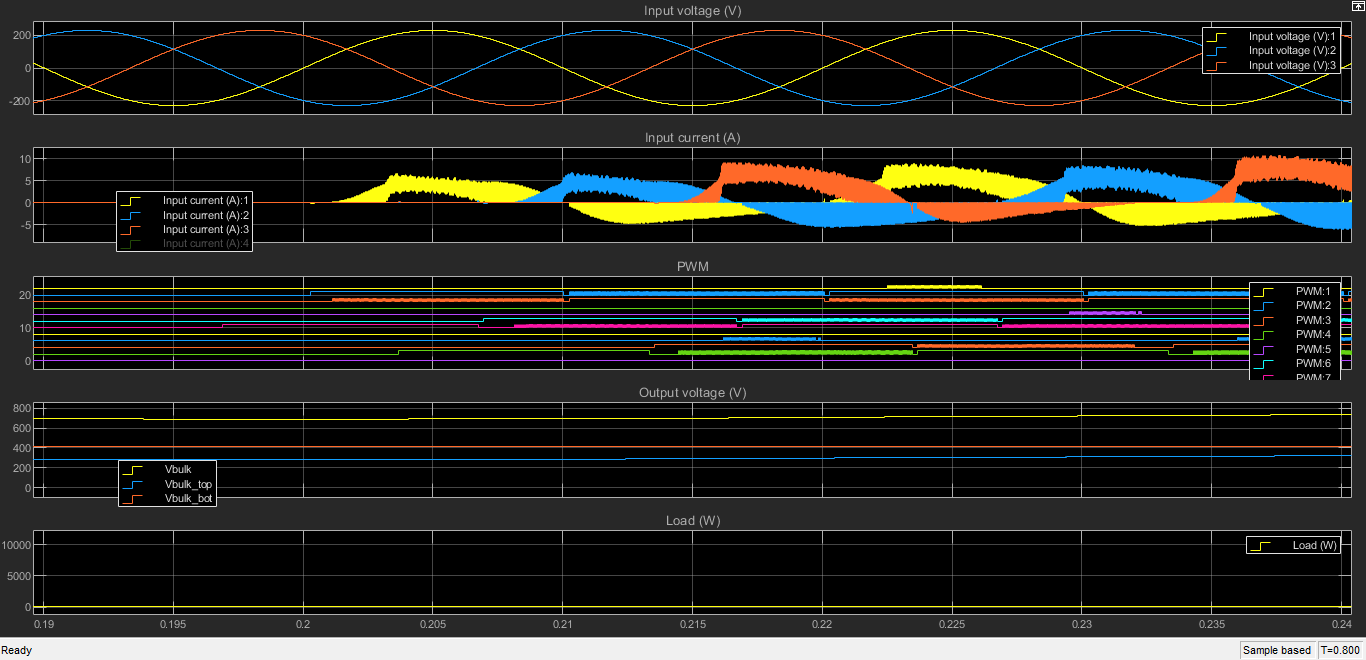 Input voltage (V)
200
0
-200
Input voltage (V):1
Input voltage (V):2
Input voltage (V):3
Input current (A)
10
5
0
-5
Input current (A):1
Input current (A):2
Input current (A):3
Input current (A):4
PWM
20
10
0
PWM:1
PWM:2
PWM:3
PWM:4
PWM:5
PWM:6
PWM:7
Output voltage (V)
800
600
400
200
0
Vbulk
Vbulk_top
Vbulk_bot
Load (W)
10000
5000
0
Load (W)
0.19 0.195 0.2 0.205 0.21 0.215 0.22 0.225 0.23 0.235 0.24
Ready Sample based T=0.800